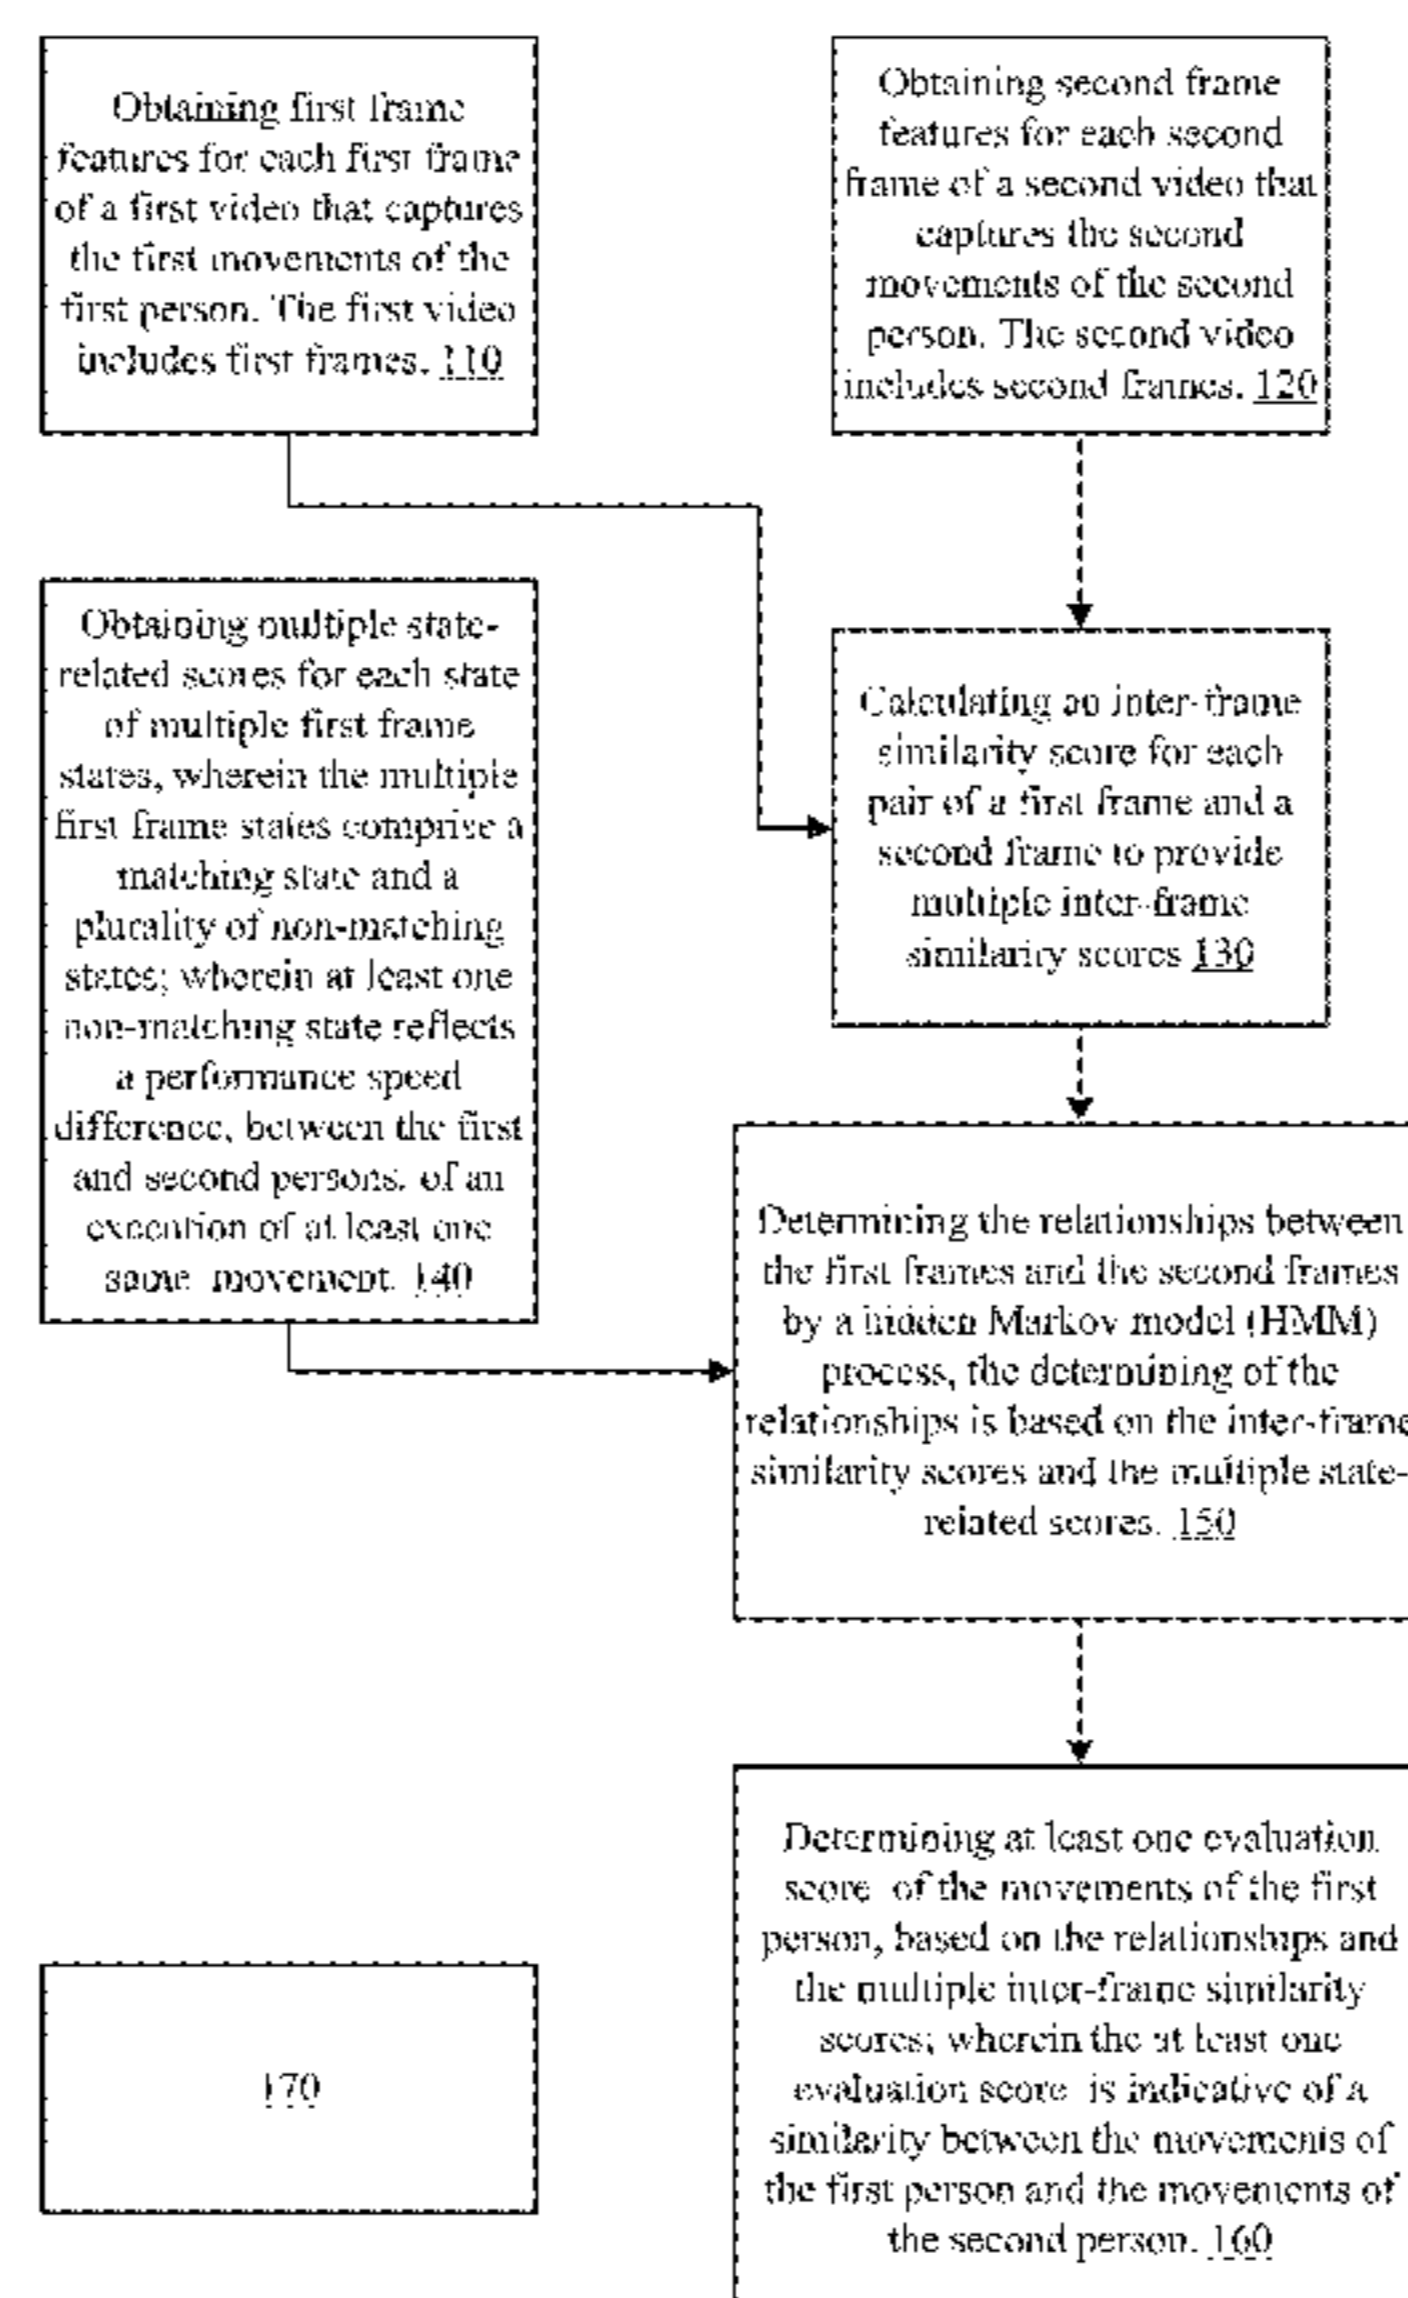 Obtaining first frame
features for each first frame
of a first video that captures
the first movements of the
first person. The first video
includes first frames. 110
Obtaining second frame
features for each second
frame of a second video that
captures the second
movements of the second
person. The second video
includes second frames. 120
Obtaining multiple state-
related scores for each state
of multiple first frame
states, wherein the multiple
first frame states comprise a
matching state and a
plurality of non-matching
states; wherein at least one
non-matching state reflects
a performance speed
difference, between the first
and second persons, of an
execution of at least one
same movement. 140
Calculating an inter-frame
similarity score for each
pair of a first frame and a
second frame to provide
multiple inter-frame
similarity scores 130
Determining the relationships between
the first frames and the second frames
by a hidden Markov model (HMM)
process, the determining of the
relationships is based on the inter-frame
similarity scores and the multiple state-
related scores. 150
170
Determining at least one evaluation
score of the movements of the first
person, based on the relationships and
the multiple inter-frame similarity
scores; wherein the at least one
evaluation score is indicative of a
similarity between the movements of
the first person and the movements of
the second person. 160